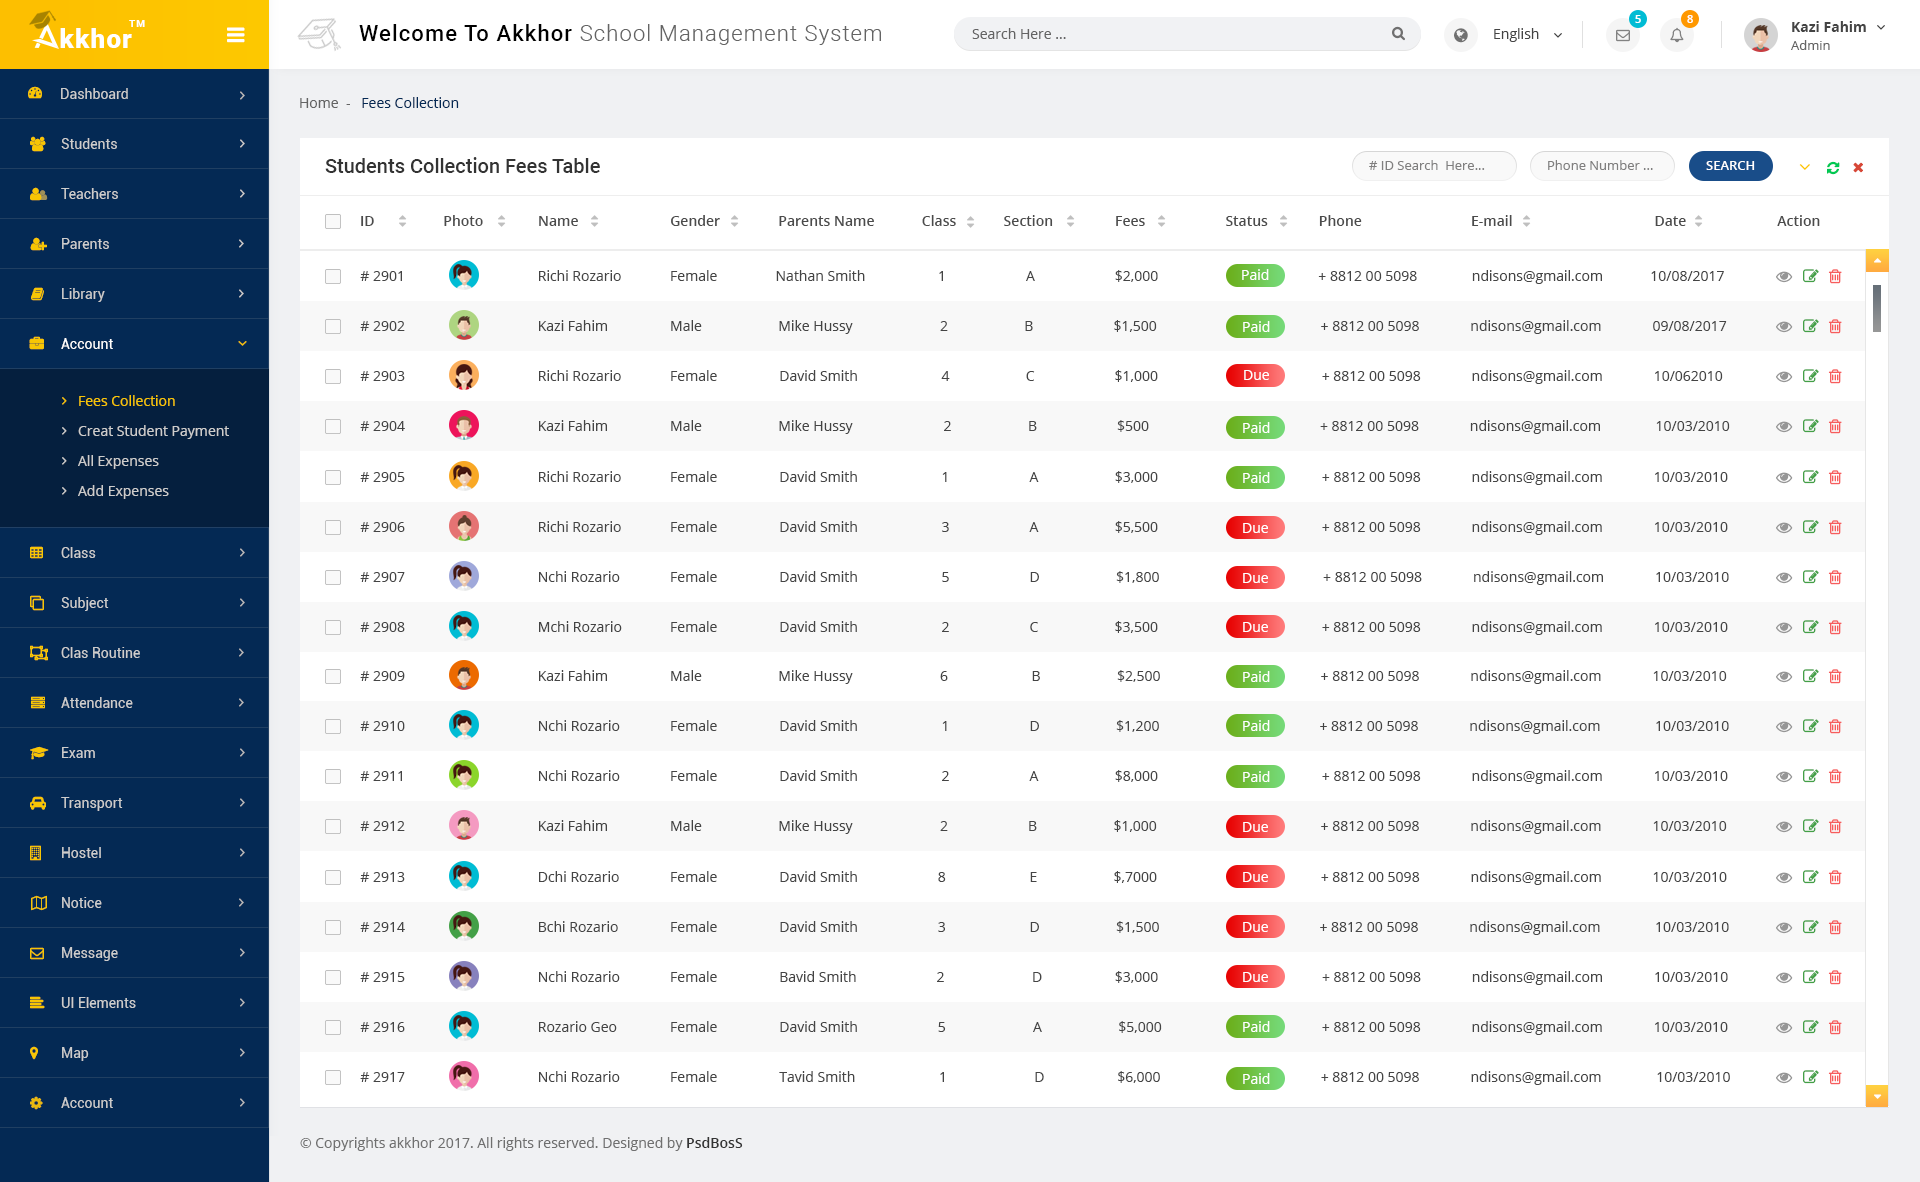 Akkhor TM
Welcome To Akkhor School Management System
Search Here ...
English
5
8
Kazi Fahim
Admin
Dashboard
Students
Teachers
Parents
Library
Account
Fees Collection
Creat Student Payment
All Expenses
Add Expenses
Class
Subject
Clas Routine
Attendance
Exam
Transport
Hostel
Notice
Message
UI Elements
Map
Account
Home - Fees Collection
Students Collection Fees Table
# ID Search Here...
Phone Number ...
SEARCH
ID Photo Name Gender Parents Name Class Section Fees Status Phone E-mail Date Action
# 2901 Richi Rozario Female Nathan Smith 1 A $2,000 Paid + 8812 00 5098 ndisons@gmail.com 10/08/2017
# 2902 Kazi Fahim Male Mike Hussy 2 B $1,500 Paid + 8812 00 5098 ndisons@gmail.com 09/08/2017
# 2903 Richi Rozario Female David Smith 4 C $1,000 Due + 8812 00 5098 ndisons@gmail.com 10/062010
# 2904 Kazi Fahim Male Mike Hussy 2 B $500 Paid + 8812 00 5098 ndisons@gmail.com 10/03/2010
# 2905 Richi Rozario Female David Smith 1 A $3,000 Paid + 8812 00 5098 ndisons@gmail.com 10/03/2010
# 2906 Richi Rozario Female David Smith 3 A $5,500 Due + 8812 00 5098 ndisons@gmail.com 10/03/2010
# 2907 Nchi Rozario Female David Smith 5 D $1,800 Due + 8812 00 5098 ndisons@gmail.com 10/03/2010
# 2908 Mchi Rozario Female David Smith 2 C $3,500 Due + 8812 00 5098 ndisons@gmail.com 10/03/2010
# 2909 Kazi Fahim Male Mike Hussy 6 B $2,500 Paid + 8812 00 5098 ndisons@gmail.com 10/03/2010
# 2910 Nchi Rozario Female David Smith 1 D $1,200 Paid + 8812 00 5098 ndisons@gmail.com 10/03/2010
# 2911 Nchi Rozario Female David Smith 2 A $8,000 Paid + 8812 00 5098 ndisons@gmail.com 10/03/2010
# 2912 Kazi Fahim Male Mike Hussy 2 B $1,000 Due + 8812 00 5098 ndisons@gmail.com 10/03/2010
# 2913 Dchi Rozario Female David Smith 8 E $,7000 Due + 8812 00 5098 ndisons@gmail.com 10/03/2010
# 2914 Bchi Rozario Female David Smith 3 D $1,500 Due + 8812 00 5098 ndisons@gmail.com 10/03/2010
# 2915 Nchi Rozario Female Bavid Smith 2 D $3,000 Due + 8812 00 5098 ndisons@gmail.com 10/03/2010
# 2916 Rozario Geo Female David Smith 5 A $5,000 Paid + 8812 00 5098 ndisons@gmail.com 10/03/2010
# 2917 Nchi Rozario Female Tavid Smith 1 D $6,000 Paid + 8812 00 5098 ndisons@gmail.com 10/03/2010
© Copyrights akkhor 2017. All rights reserved. Designed by PsdBosS